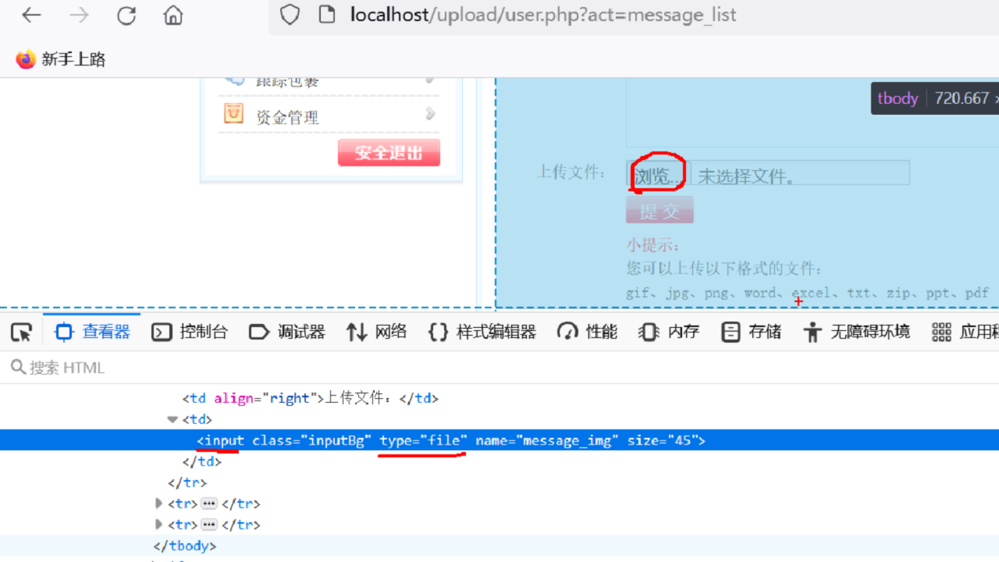 localhost/upload/user.php?act=message_list
新手上路
跟踪包裹
tbody 720.667 ×
资金管理
安全退出
上传文件：
浏览… 未选择文件。
提 交
小提示：
您可以上传以下格式的文件：
gif、jpg、png、word、excel、txt、zip、ppt、pdf
查看器 控制台 调试器 网络 样式编辑器 性能 内存 存储 无障碍环境 应用程
搜索 HTML
<td align="right">上传文件：</td>
<td>
<input class="inputBg" type="file" name="message_img" size="45">
</td>
</tr>
<tr>…</tr>
<tr>…</tr>
</tbody>